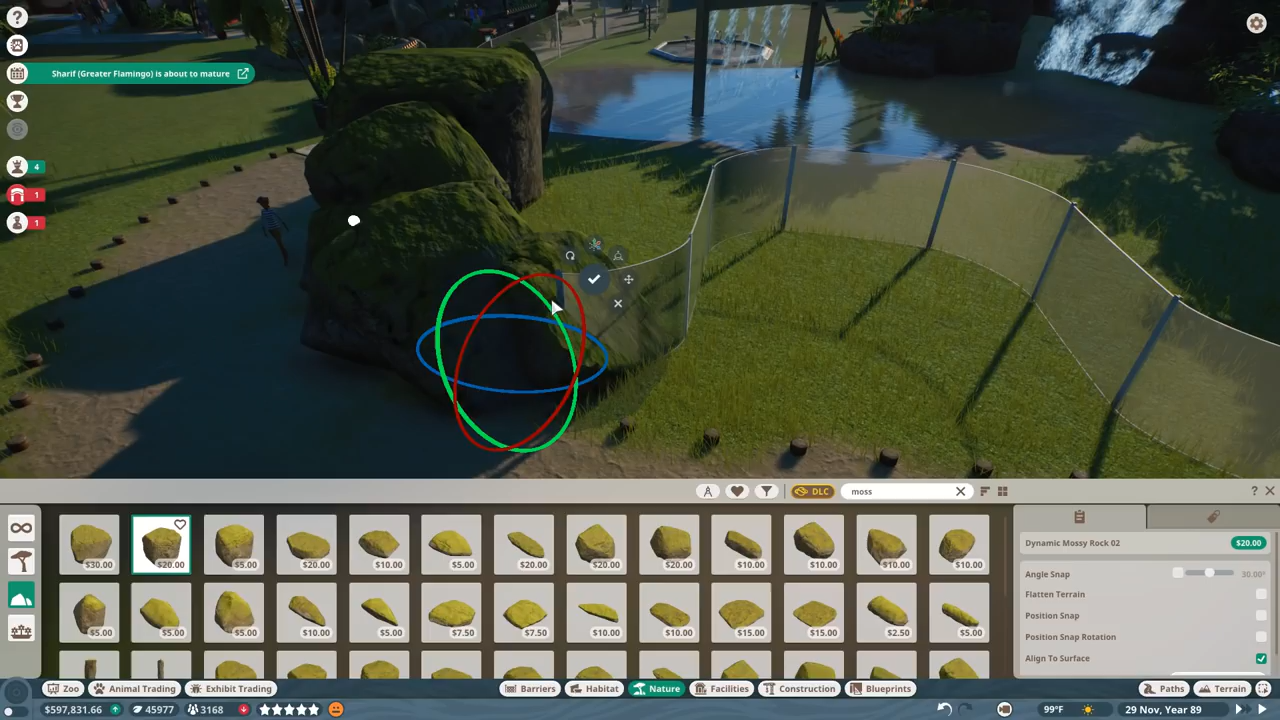 ?
Sharif (Greater Flamingo) is about to mature
4
1
1
DLC
moss
?
$30.00
$20.00
$5.00
$20.00
$10.00
$5.00
$20.00
$20.00
$20.00
$10.00
$10.00
$10.00
$10.00
$5.00
$5.00
$5.00
$10.00
$5.00
$7.50
$7.50
$10.00
$10.00
$15.00
$15.00
$2.50
$5.00
Dynamic Mossy Rock 02
$20.00
Angle Snap
30.00°
Flatten Terrain
Position Snap
Position Snap Rotation
Align To Surface
Zoo
Animal Trading
Exhibit Trading
Barriers
Habitat
Nature
Facilities
Construction
Blueprints
Paths
Terrain
$597,831.66
45977
3168
99°F
29 Nov, Year 89